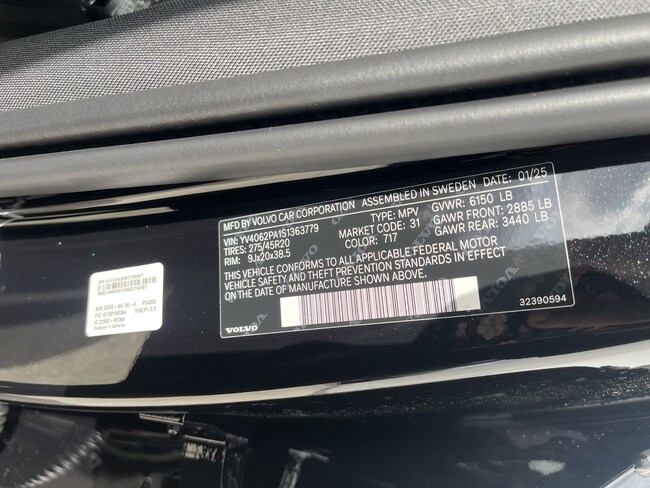 MFD BY VOLVO CAR CORPORATION ASSEMBLED IN SWEDEN DATE: 01/25
VIN: YV4062PA1S1363779 TYPE: MPV GVWR: 6150 LB
TIRES: 275/45R20 MARKET CODE: 31 GAWR FRONT: 2885 LB
RIM: 9Jx20x38.5 COLOR: 717 GAWR REAR: 3440 LB
THIS VEHICLE CONFORMS TO ALL APPLICABLE FEDERAL MOTOR
VEHICLE SAFETY AND THEFT PREVENTION STANDARDS IN EFFECT
ON THE DATE OF MANUFACTURE SHOWN ABOVE.
VOLVO
32390594